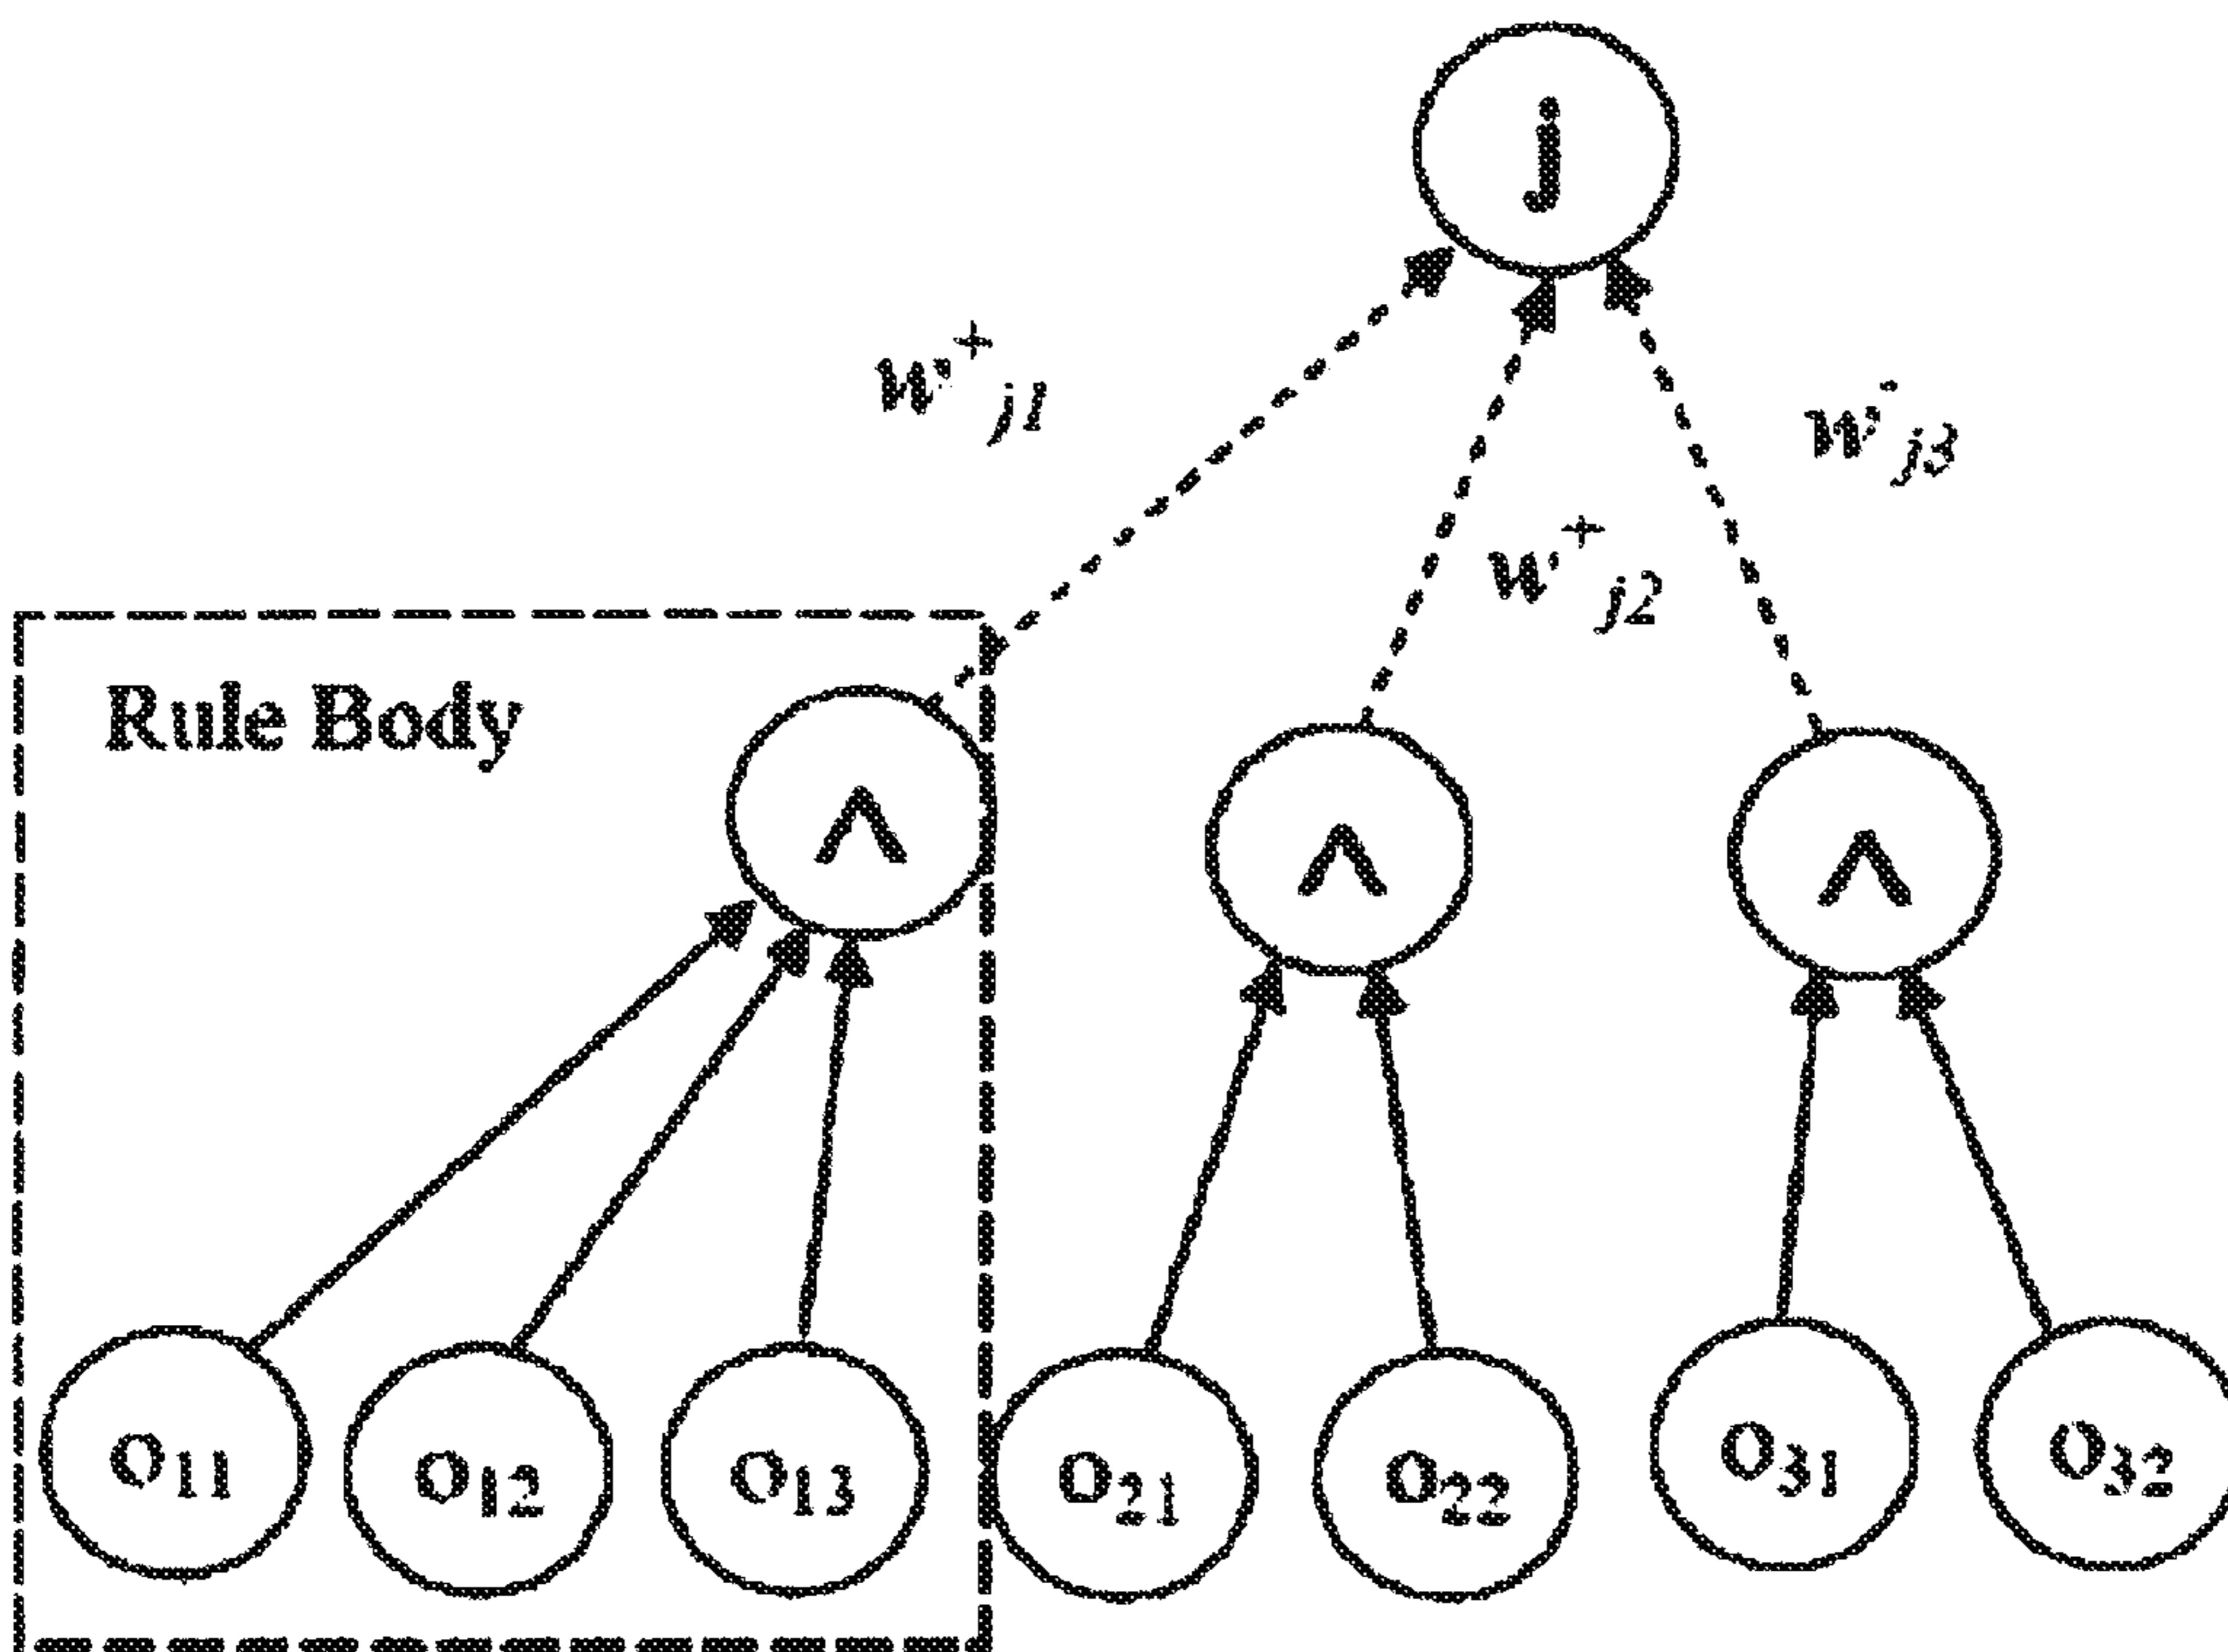 j
w⁺j1
w⁻j3
w⁺j2
Rule Body
∧ ∧ ∧
o11 o12 o13 o21 o22 o31 o32